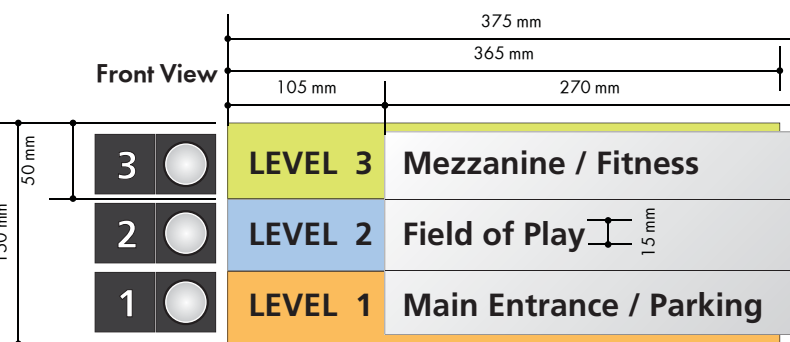 375 mm
365 mm
Front View
105 mm 270 mm
50 mm
3 LEVEL 3 Mezzanine / Fitness
2 LEVEL 2 Field of Play 15 mm
1 LEVEL 1 Main Entrance / Parking